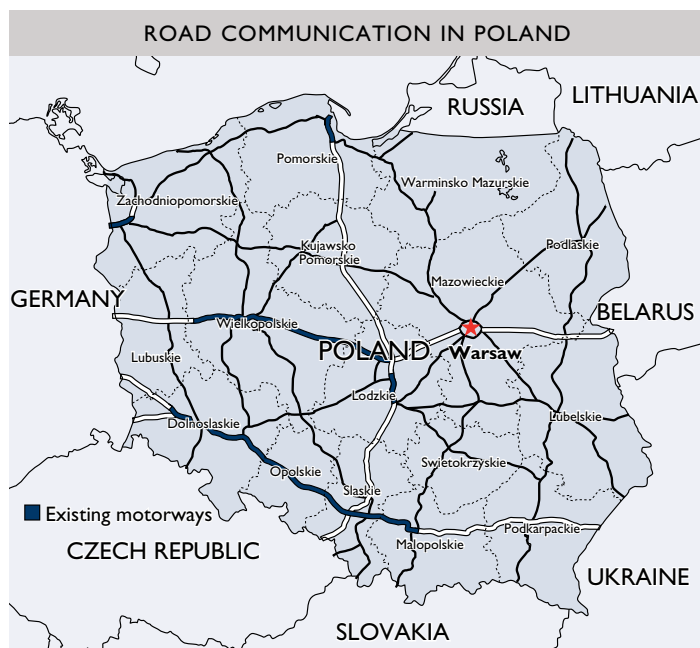 ROAD COMMUNICATION IN POLAND
LITHUANIA
RUSSIA
Pomorskie
Warminsko Mazurskie
Zachodniopomorskie
Kujawsko
Pomorskie
Podlaskie
Mazowieckie
GERMANY
BELARUS
Wielkopolskie
POLAND
Warsaw
Lubuskie
Lodzkie
Dolnoslaskie
Lubelskie
Swietokrzyskie
Opolskie
Slaskie
Existing motorways
Podkarpackie
Malopolskie
CZECH REPUBLIC
UKRAINE
SLOVAKIA